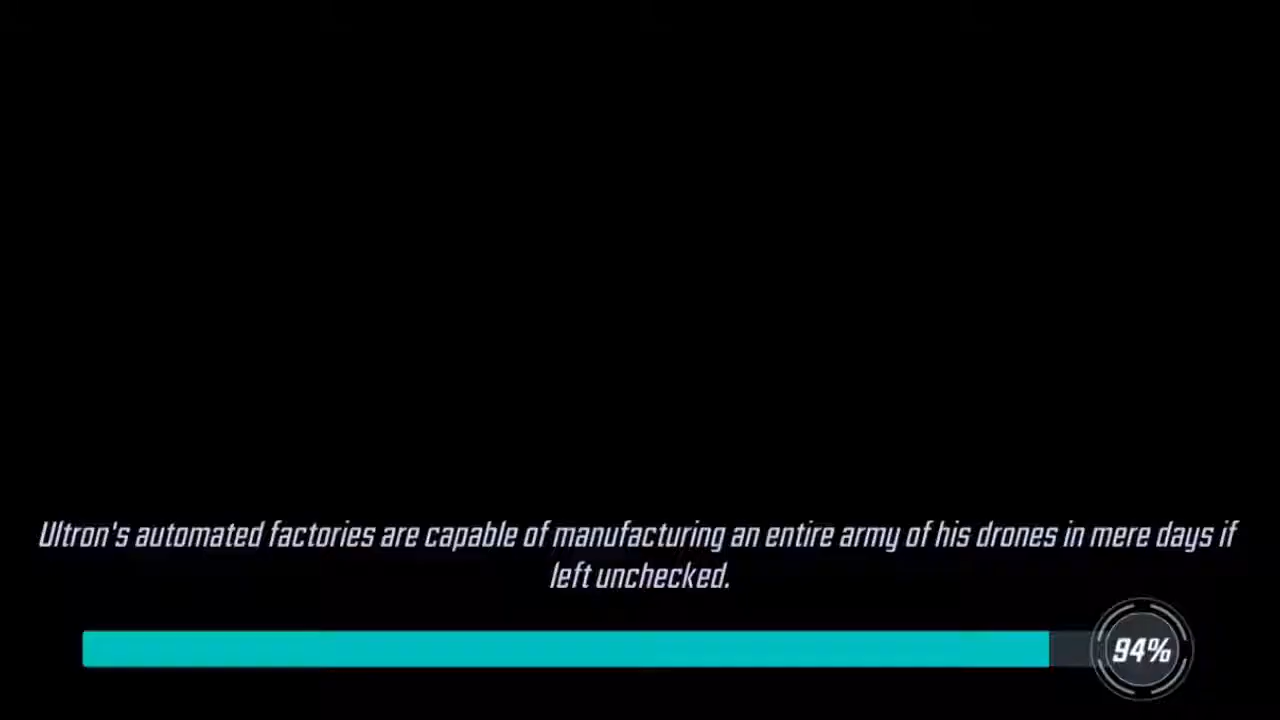 Ultron's automated factories are capable of manufacturing an entire army of his drones in mere days if
left unchecked.
94%